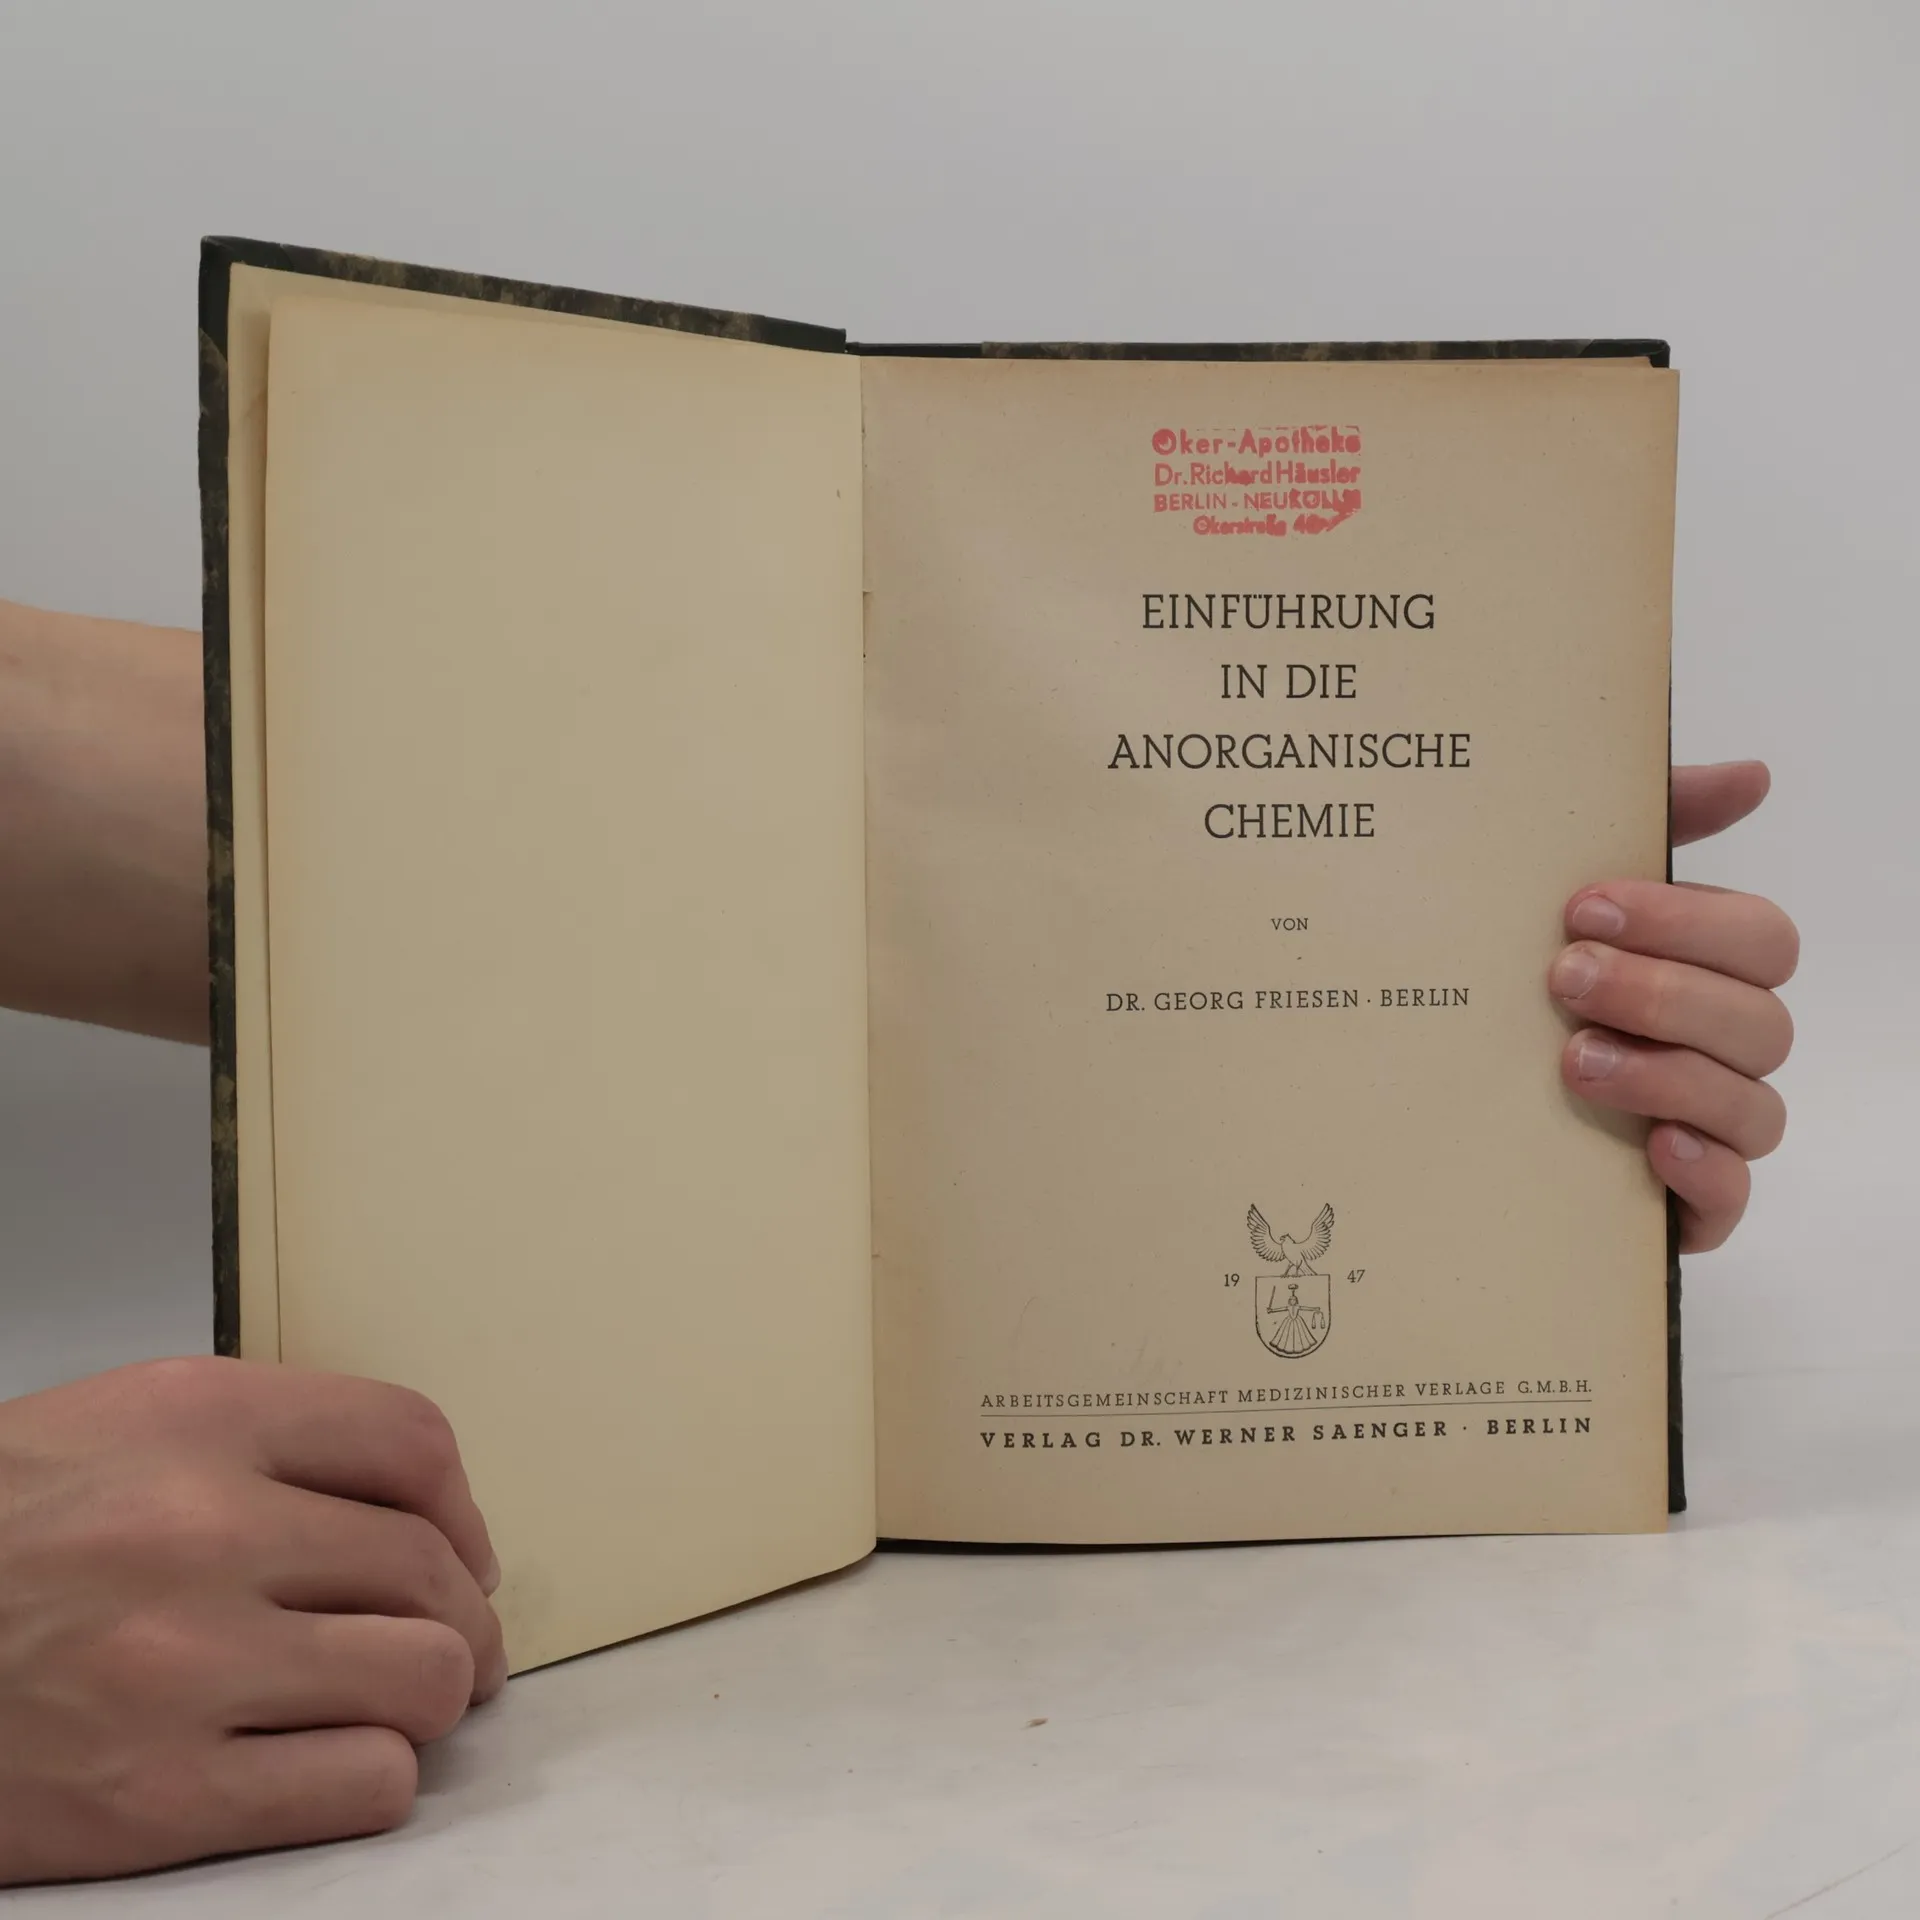 Oker-Apotheke
Dr. Richard Häusler
BERLIN - NEUKÖLLN
Okerstraße
EINFÜHRUNG
IN DIE
ANORGANISCHE
CHEMIE
VON
DR. GEORG FRIESEN · BERLIN
19 47
ARBEITSGEMEINSCHAFT MEDIZINISCHER VERLAGE G.M.B.H.
VERLAG DR. WERNER SAENGER · BERLIN